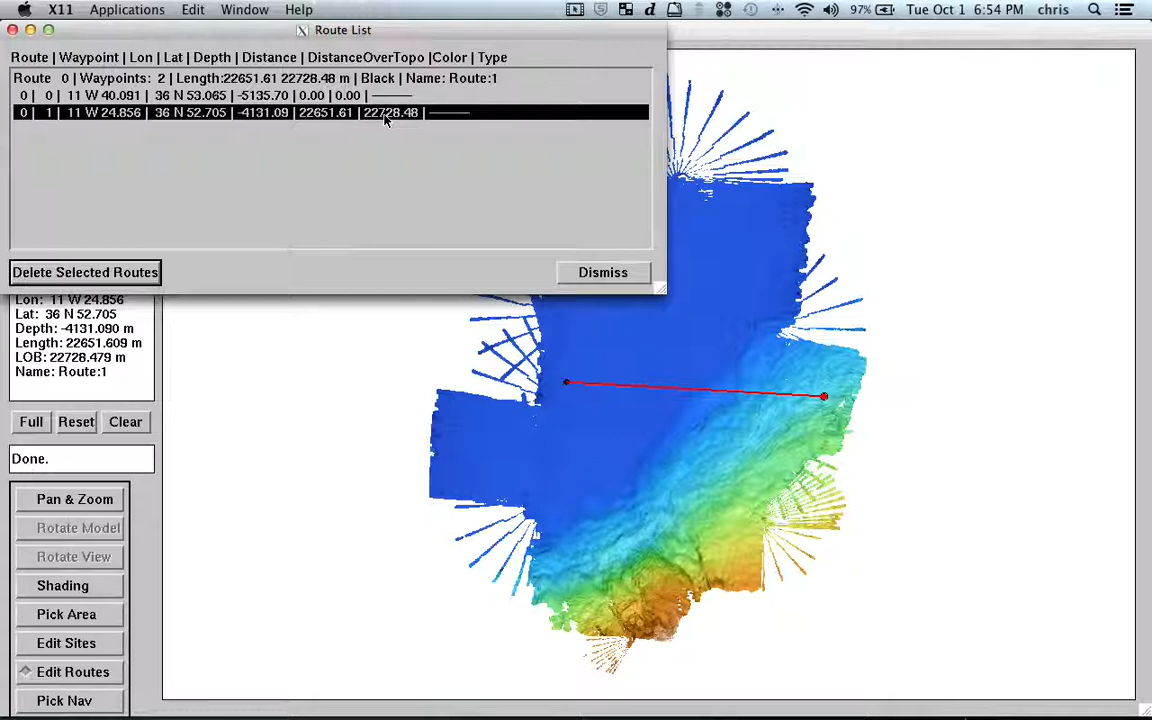 X11 Applications Edit Window Help 97% Tue Oct 1 6:54 PM chris
Route List
Route | Waypoint | Lon | Lat | Depth | Distance | DistanceOverTopo |Color | Type
Route 0 | Waypoints: 2 | Length:22651.61 22728.48 m | Black | Name: Route:1
0 | 0 | 11 W 40.091 | 36 N 53.065 | -5135.70 | 0.00 | 0.00 | ———
0 | 1 | 11 W 24.856 | 36 N 52.705 | -4131.09 | 22651.61 | 22728.48 | ———
Delete Selected Routes
Dismiss
Lon: 11 W 24.856
Lat: 36 N 52.705
Depth: -4131.090 m
Length: 22651.609 m
LOB: 22728.479 m
Name: Route:1
Full Reset Clear
Done.
Pan & Zoom
Rotate Model
Rotate View
Shading
Pick Area
Edit Sites
Edit Routes
Pick Nav